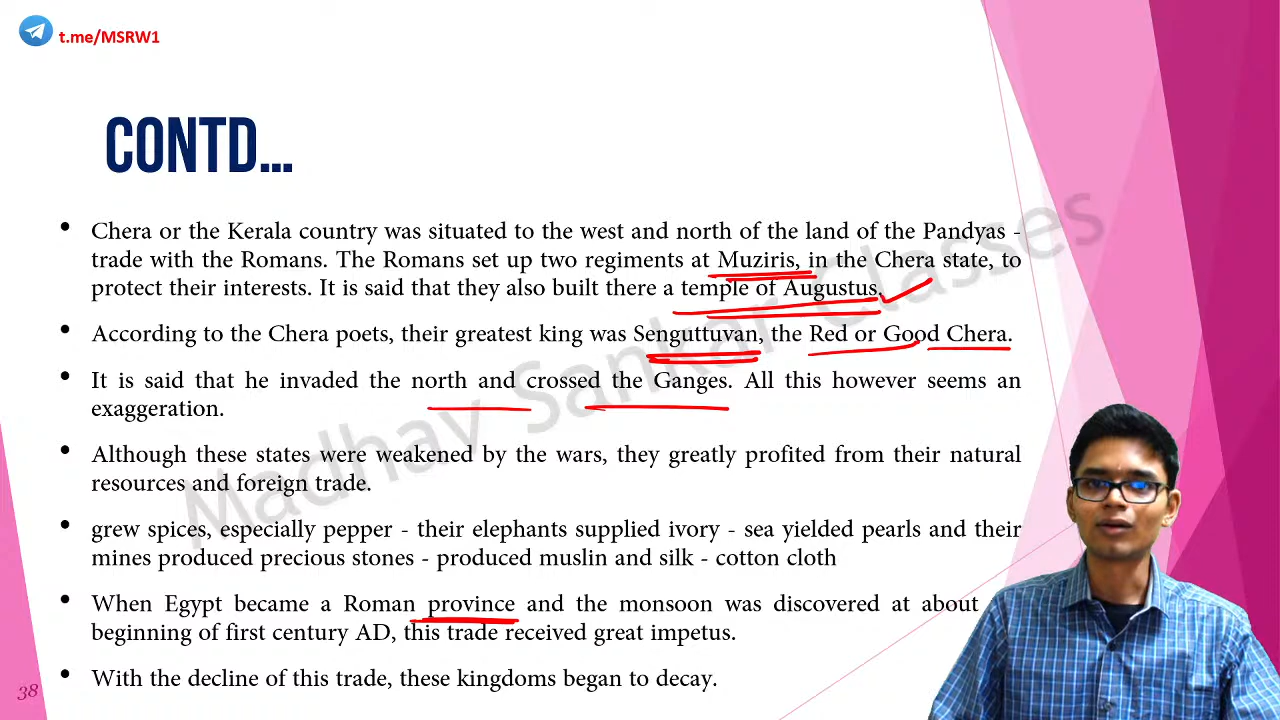 t.me/MSRW1
CONTD...
• Chera or the Kerala country was situated to the west and north of the land of the Pandyas -
trade with the Romans. The Romans set up two regiments at Muziris, in the Chera state, to
protect their interests. It is said that they also built there a temple of Augustus.
• According to the Chera poets, their greatest king was Senguttuvan, the Red or Good Chera.
• It is said that he invaded the north and crossed the Ganges. All this however seems an
exaggeration.
• Although these states were weakened by the wars, they greatly profited from their natural
resources and foreign trade.
• grew spices, especially pepper - their elephants supplied ivory - sea yielded pearls and their
mines produced precious stones - produced muslin and silk - cotton cloth
• When Egypt became a Roman province and the monsoon was discovered at about
beginning of first century AD, this trade received great impetus.
• With the decline of this trade, these kingdoms began to decay.
38
Madhav Sankar Classes